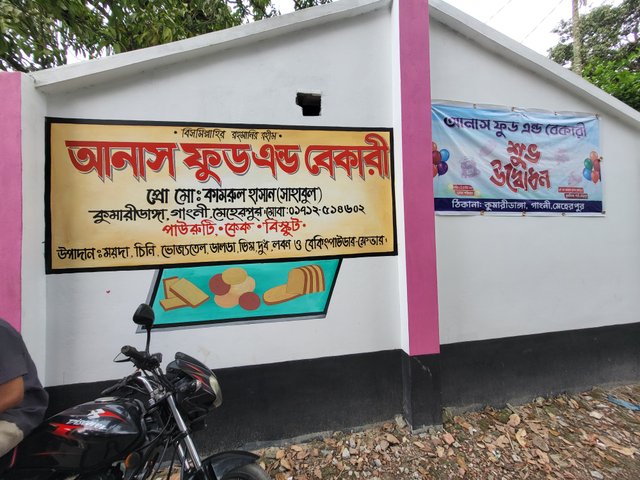 বিসমিল্লাহির রহমানির রহীম
আনাস ফুড এন্ড বেকারী
প্রো মো: কামরুল হাসান (সাহাবুল)
কুমারীডাঙ্গা, গাংনী, মেহেরপুর মোবা: ০১৭১২-৫১৪৬০২
পাউরুটি • কেক • বিস্কুট
উপাদান : ময়দা, চিনি, ভোজ্যতেল, ডালডা, ডিম, দুধ, লবন ও বেকিং পাউডার, ফ্লেভার
আনাস ফুড এন্ড বেকারী
শুভ
উদ্বোধন
ঠিকানা: কুমারীডাঙ্গা, গাংনী, মেহেরপুর